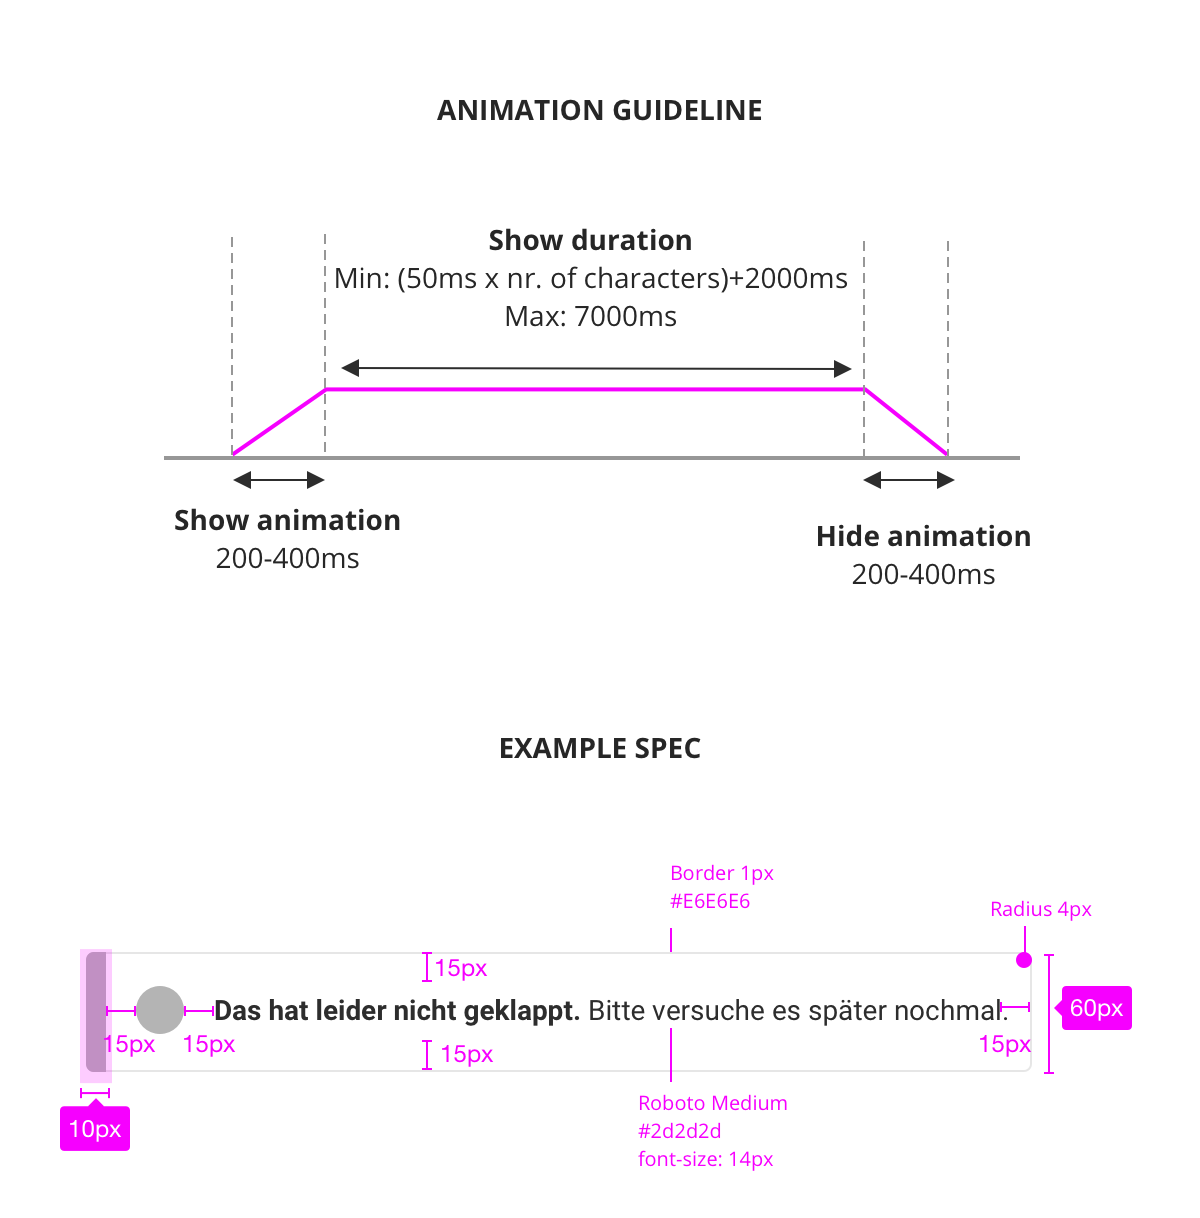 ANIMATION GUIDELINE
Show duration
Min: (50ms x nr. of characters)+2000ms
Max: 7000ms
Show animation
200-400ms
Hide animation
200-400ms
EXAMPLE SPEC
Border 1px
#E6E6E6
Radius 4px
15px
Das hat leider nicht geklappt. Bitte versuche es später nochmal.
60px
15px
15px
15px
15px
10px
Roboto Medium
#2d2d2d
font-size: 14px